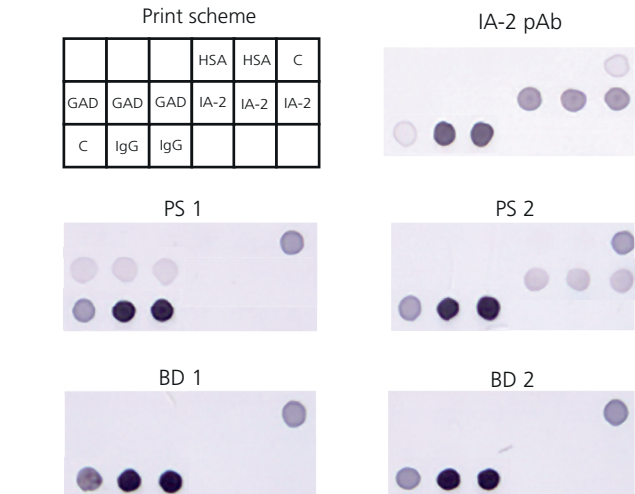 Print scheme
IA-2 pAb
HSA HSA C
GAD GAD GAD IA-2 IA-2 IA-2
C IgG IgG
PS 1
PS 2
BD 1
BD 2